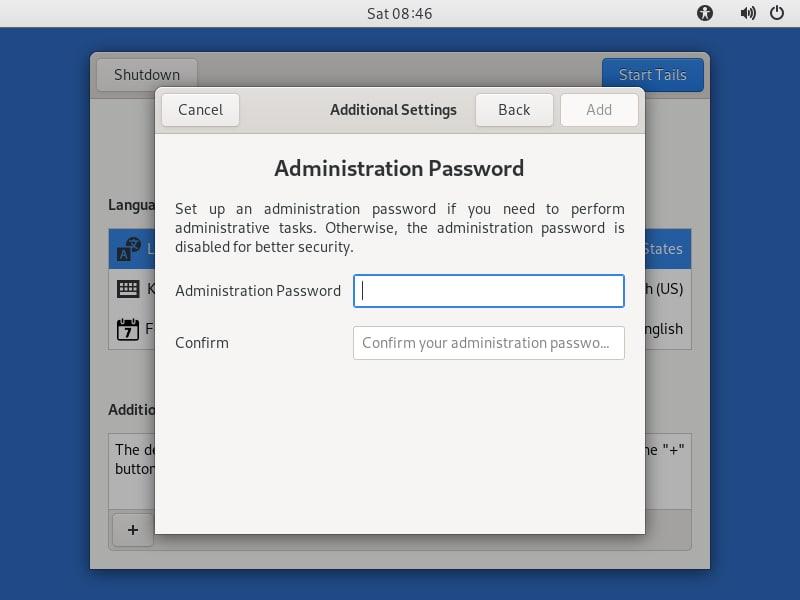 Sat 08:46
Shutdown
Start Tails
Cancel
Additional Settings
Back
Add
Administration Password
Set up an administration password if you need to perform
administrative tasks. Otherwise, the administration password is
disabled for better security.
Administration Password
Confirm
Confirm your administration passwo...
Langua
L
States
K
h (US)
F
nglish
Additio
The de
he "+"
button
+